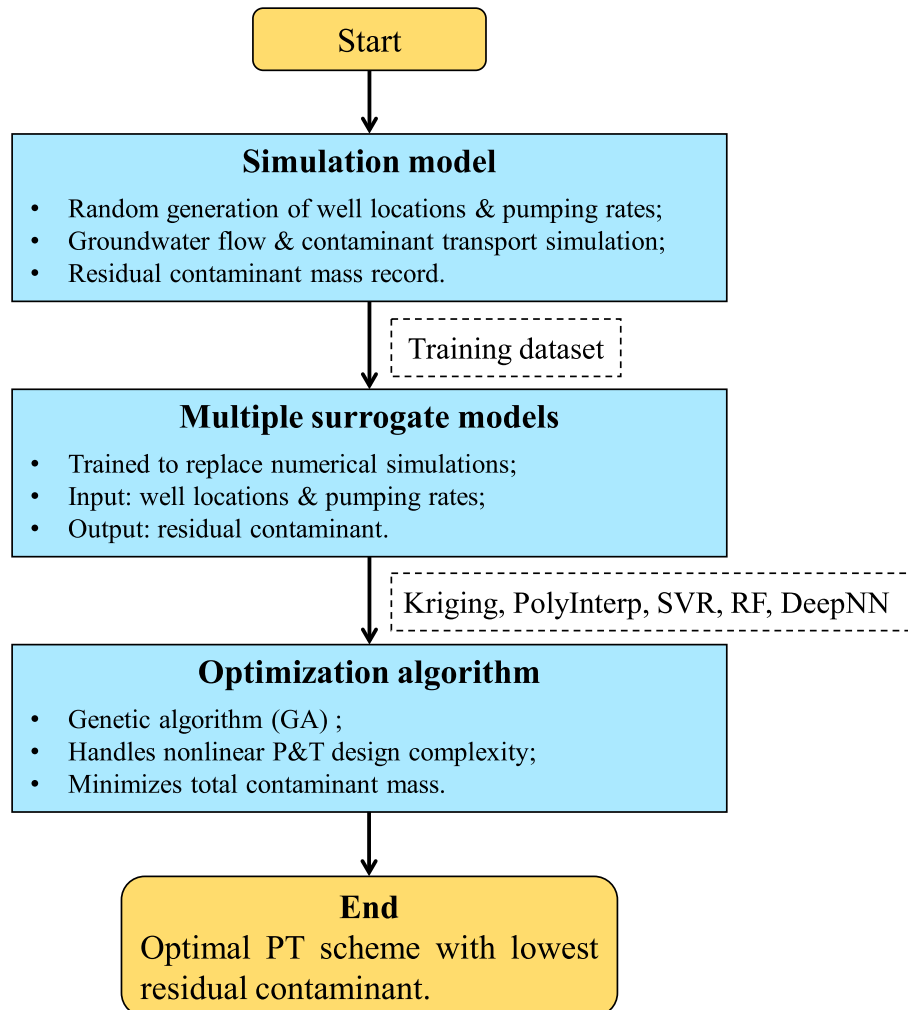 Start
Simulation model
• Random generation of well locations & pumping rates;
• Groundwater flow & contaminant transport simulation;
• Residual contaminant mass record.
Training dataset
Multiple surrogate models
• Trained to replace numerical simulations;
• Input: well locations & pumping rates;
• Output: residual contaminant.
Kriging, PolyInterp, SVR, RF, DeepNN
Optimization algorithm
• Genetic algorithm (GA) ;
• Handles nonlinear P&T design complexity;
• Minimizes total contaminant mass.
End
Optimal PT scheme with lowest
residual contaminant.